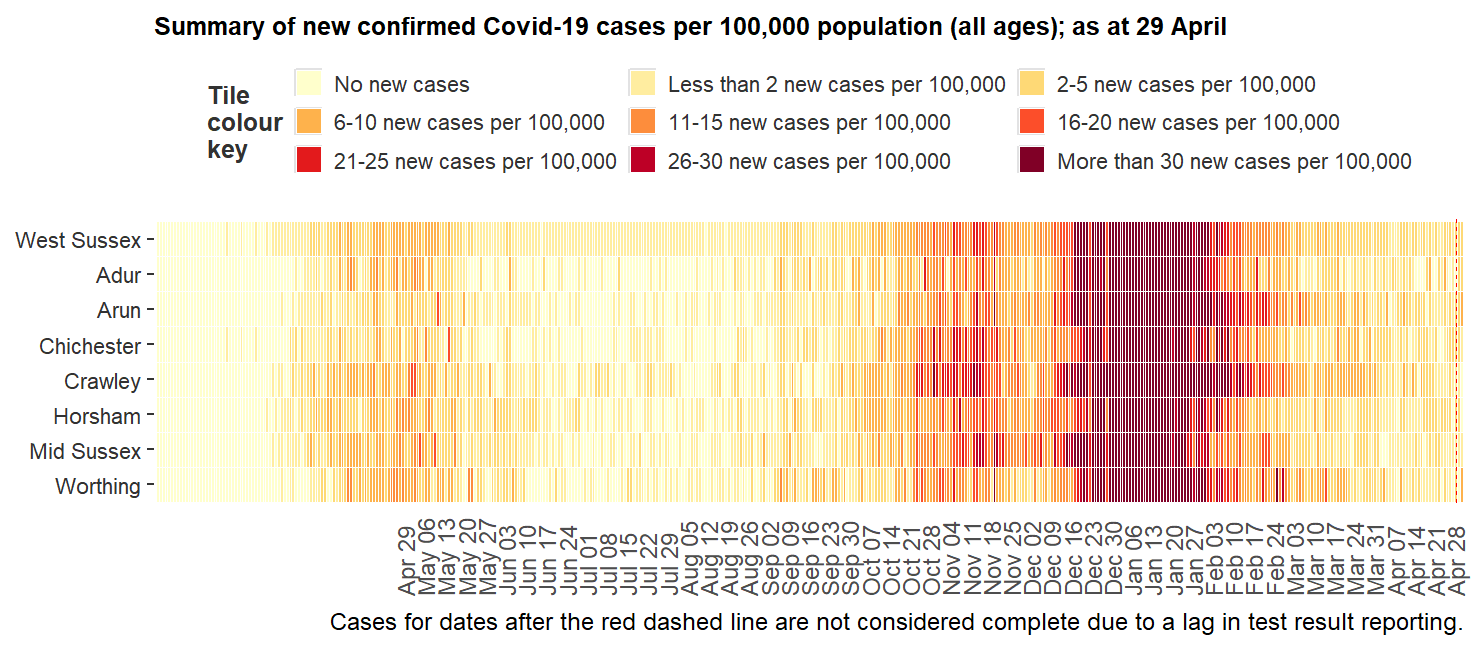 Summary of new confirmed Covid-19 cases per 100,000 population (all ages); as at 29 April
Tile
colour
key
No new cases
Less than 2 new cases per 100,000
2-5 new cases per 100,000
6-10 new cases per 100,000
11-15 new cases per 100,000
16-20 new cases per 100,000
21-25 new cases per 100,000
26-30 new cases per 100,000
More than 30 new cases per 100,000
West Sussex
Adur
Arun
Chichester
Crawley
Horsham
Mid Sussex
Worthing
Apr 29
May 06
May 13
May 20
May 27
Jun 03
Jun 10
Jun 17
Jun 24
Jul 01
Jul 08
Jul 15
Jul 22
Jul 29
Aug 05
Aug 12
Aug 19
Aug 26
Sep 02
Sep 09
Sep 16
Sep 23
Sep 30
Oct 07
Oct 14
Oct 21
Oct 28
Nov 04
Nov 11
Nov 18
Nov 25
Dec 02
Dec 09
Dec 16
Dec 23
Dec 30
Jan 06
Jan 13
Jan 20
Jan 27
Feb 03
Feb 10
Feb 17
Feb 24
Mar 03
Mar 10
Mar 17
Mar 24
Mar 31
Apr 07
Apr 14
Apr 21
Apr 28
Cases for dates after the red dashed line are not considered complete due to a lag in test result reporting.